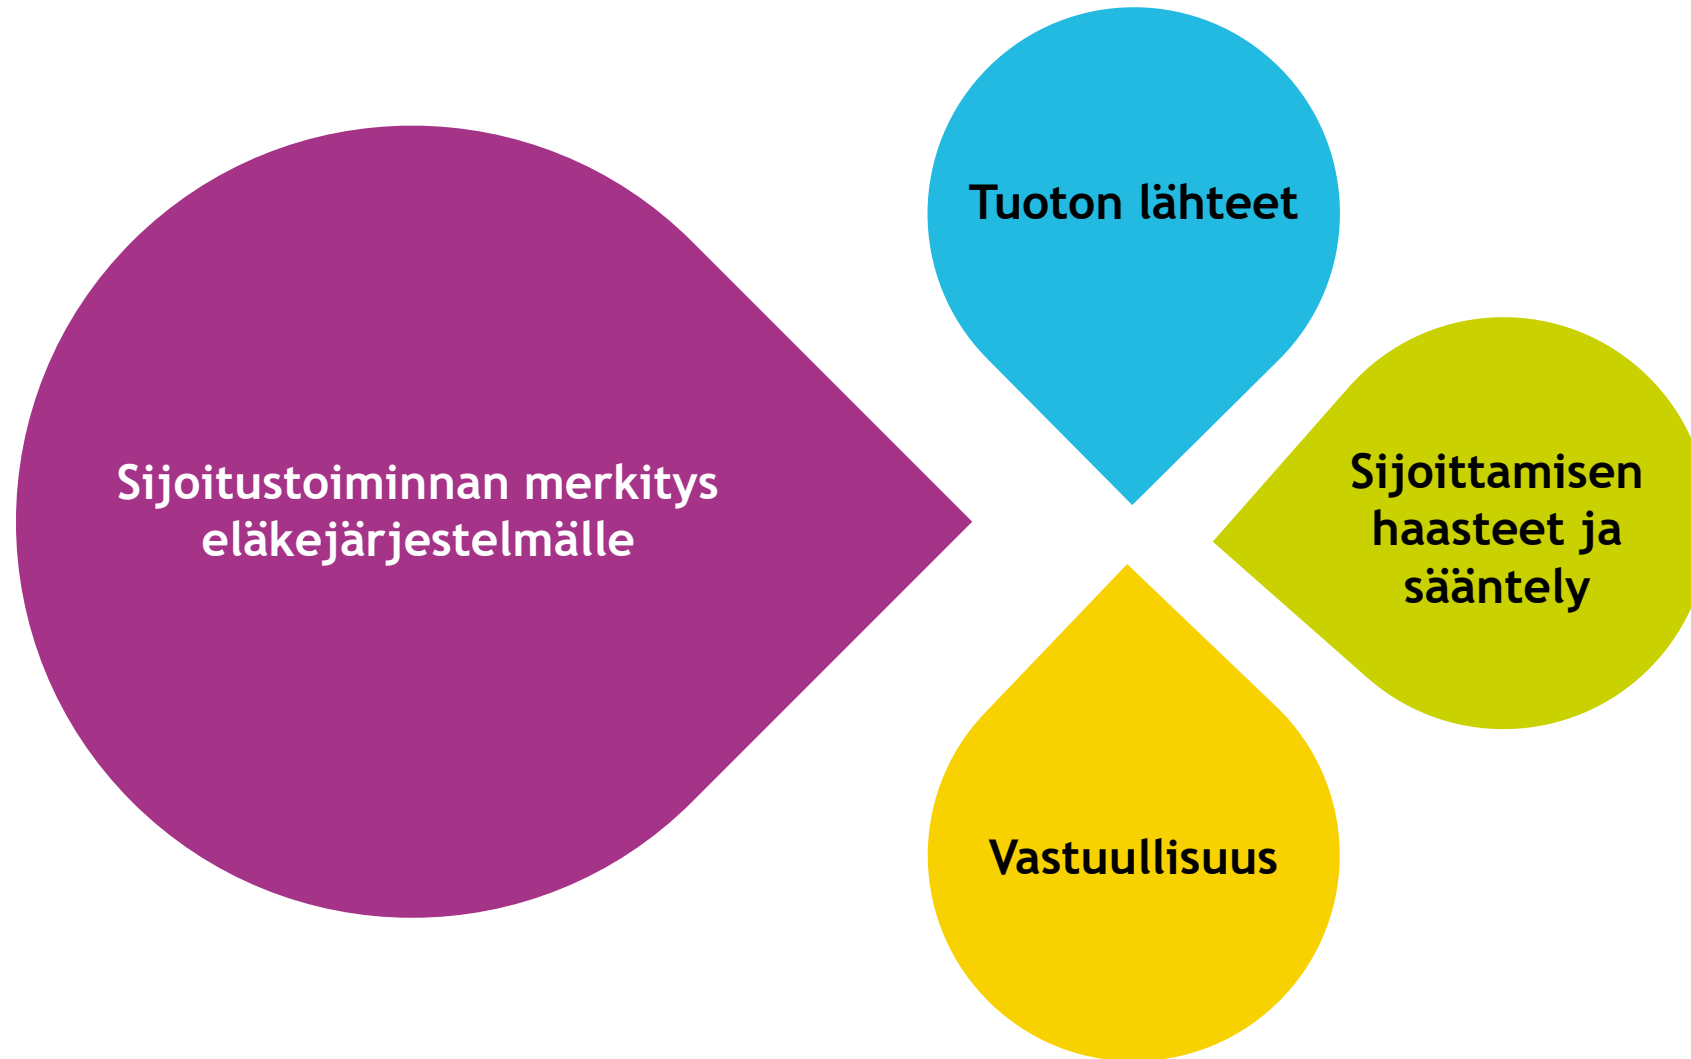 Sijoitustoiminnan merkitys
eläkejärjestelmälle
Tuoton lähteet
Sijoittamisen
haasteet ja
sääntely
Vastuullisuus